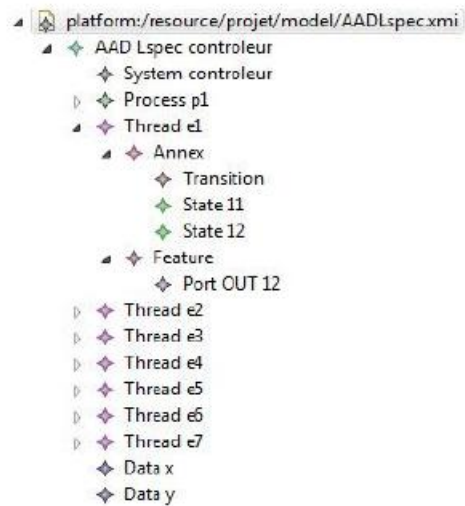 platform:/resource/projet/model/AADLspec.xmi
AAD Lspec controleur
System controleur
Process p1
Thread e1
Annex
Transition
State 11
State 12
Feature
Port OUT 12
Thread e2
Thread e3
Thread e4
Thread e5
Thread e6
Thread e7
Data x
Data y